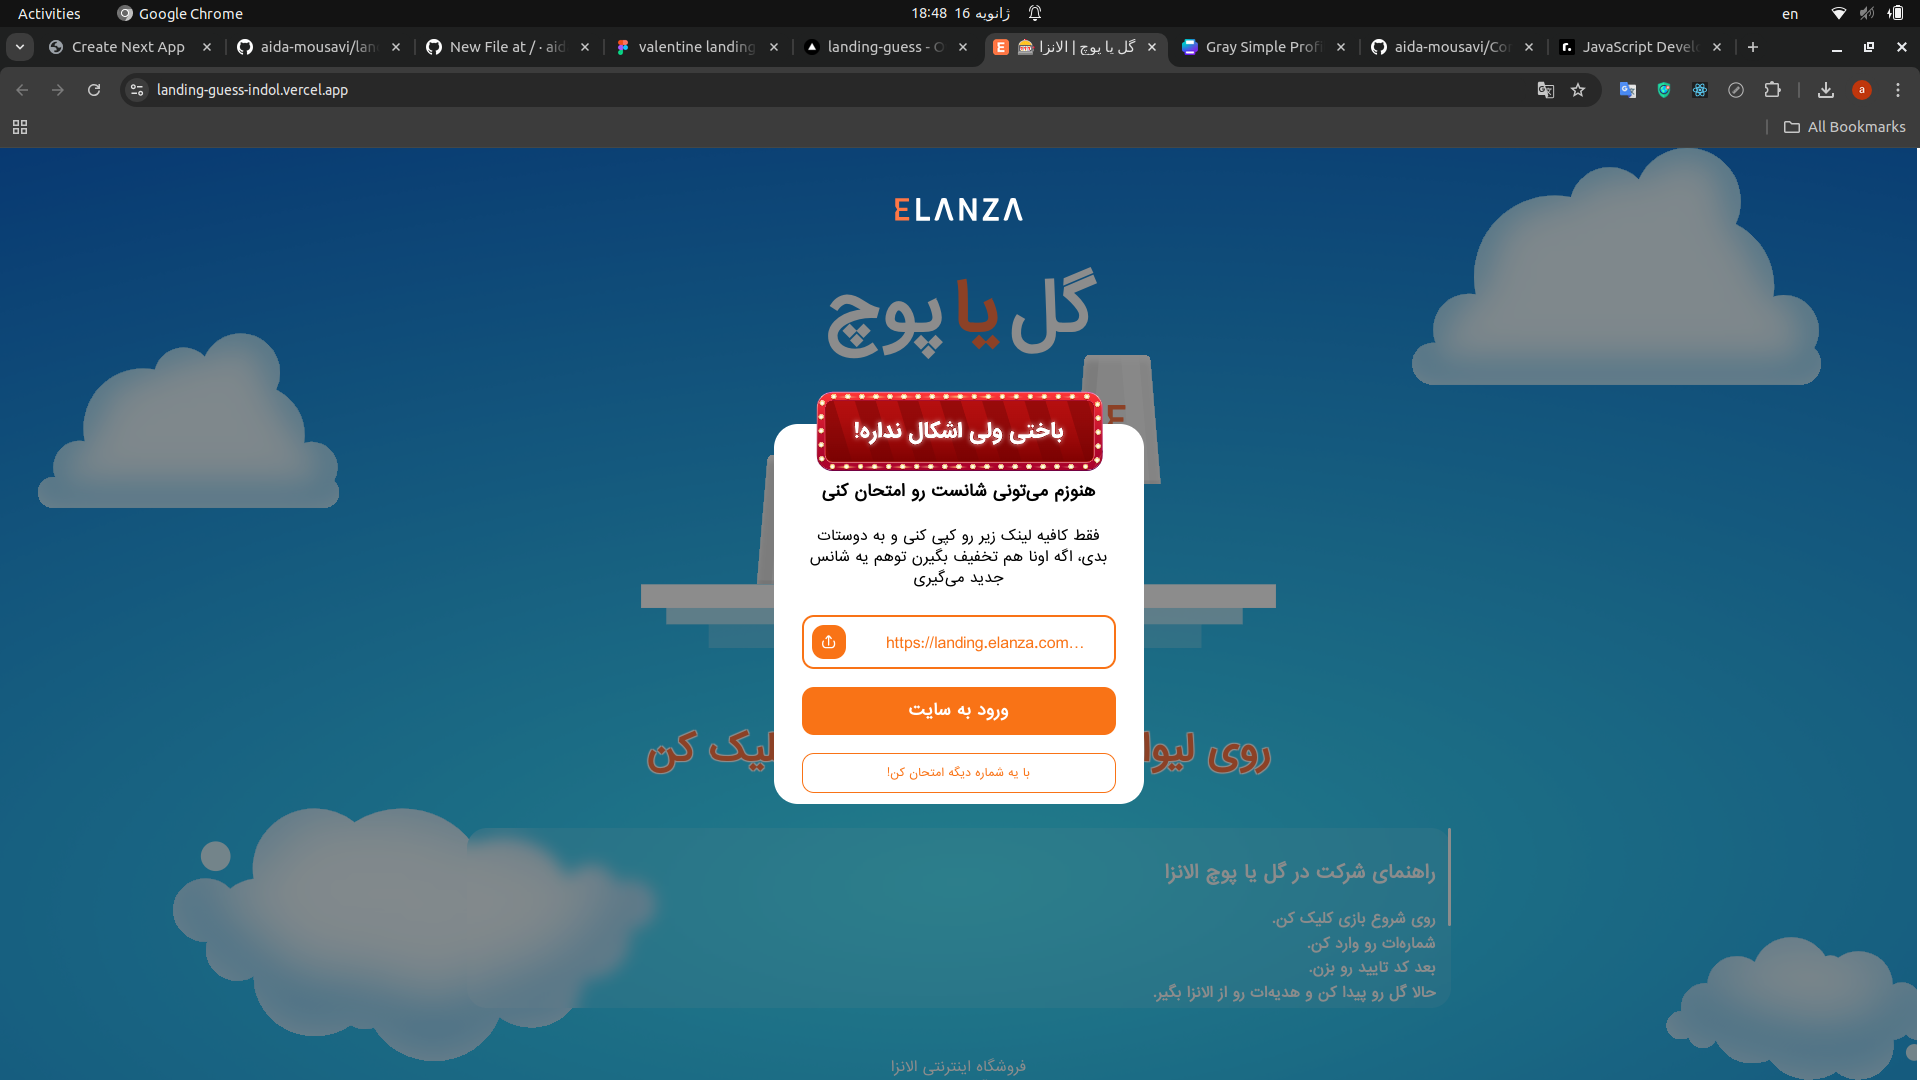 Activities
Google Chrome
18:48 16 ژانویه
en
Create Next App
aida-mousavi/lan
New File at / · aid
valentine landing
landing-guess - O
گل یا پوچ | الانزا
Gray Simple Profi
aida-mousavi/Co
JavaScript Devel
landing-guess-indol.vercel.app
a
All Bookmarks
ELANZA
گل یا پوچ
باختی ولی اشکال نداره!
هنوزم می‌تونی شانست رو امتحان کنی
فقط کافیه لینک زیر رو کپی کنی و به دوستات
بدی، اگه اونا هم تخفیف بگیرن توهم یه شانس
جدید می‌گیری
https://landing.elanza.com...
ورود به سایت
روی لیوا
لیک کن
با یه شماره دیگه امتحان کن!
راهنمای شرکت در گل یا پوچ الانزا
روی شروع بازی کلیک کن.
شماره‌ات رو وارد کن.
بعد کد تایید رو بزن.
حالا گل رو پیدا کن و هدیه‌ات رو از الانزا بگیر.
فروشگاه اینترنتی الانزا